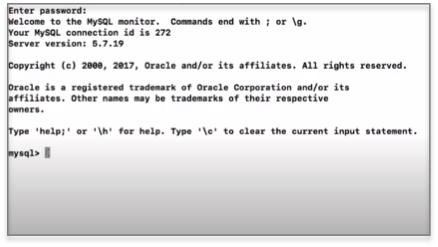 Enter password:
Welcome to the MySQL monitor.  Commands end with ; or \g.
Your MySQL connection id is 272
Server version: 5.7.19
Copyright (c) 2000, 2017, Oracle and/or its affiliates. All rights reserved.
Oracle is a registered trademark of Oracle Corporation and/or its
affiliates. Other names may be trademarks of their respective
owners.
Type 'help;' or '\h' for help. Type '\c' to clear the current input statement.
mysql>